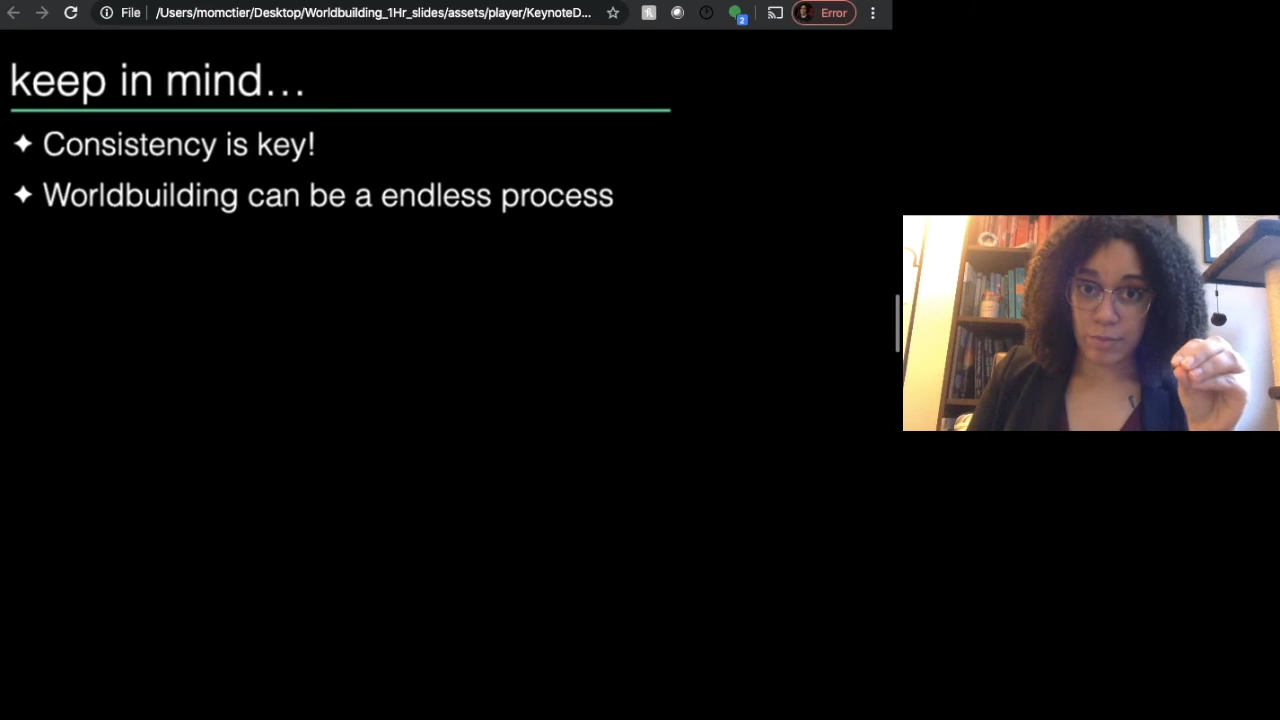 File
/Users/momctier/Desktop/Worldbuilding_1Hr_slides/assets/player/KeynoteD...
2
Error
keep in mind...
✦ Consistency is key!
✦ Worldbuilding can be a endless process